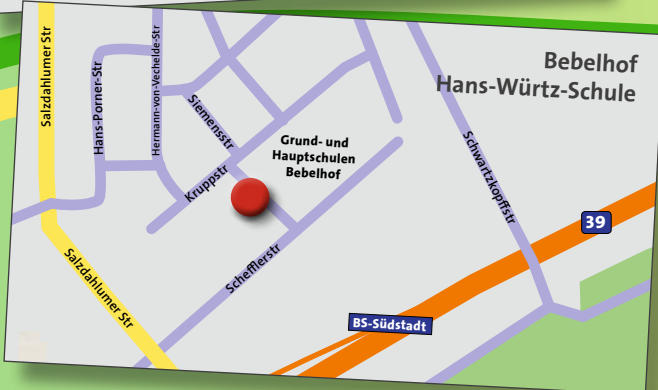 Bebelhof
Hans-Würtz-Schule
Salzdahlumer Str
Hans-Porner-Str
Hermann-von-Vechelde-Str
Siemensstr
Grund- und
Hauptschulen
Bebelhof
Kruppstr
Schwartzkopffstr
39
Schefflerstr
Salzdahlumer Str
BS-Südstadt